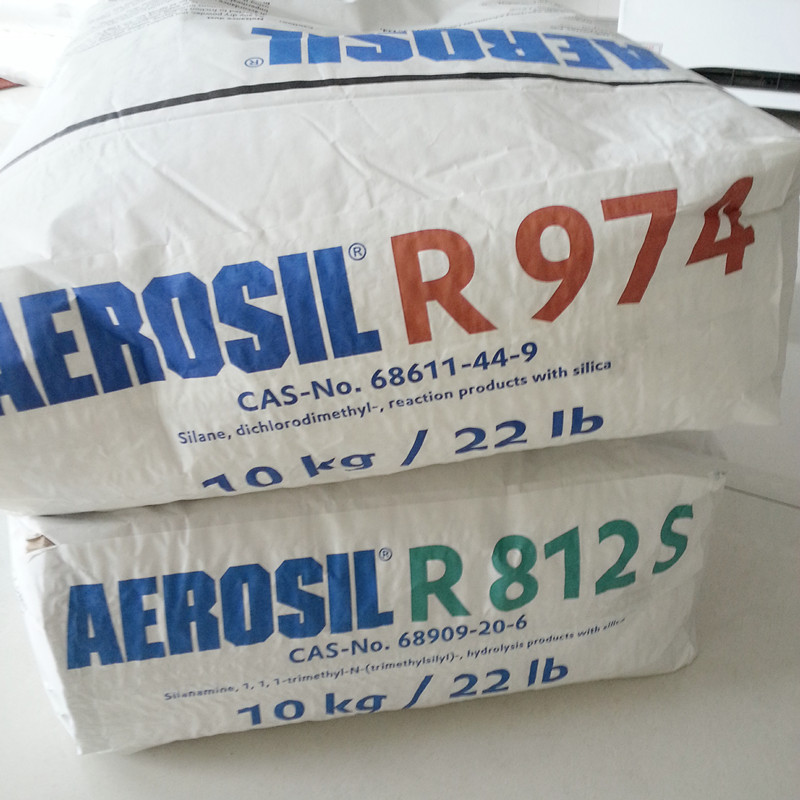 AEROSIL®
AEROSIL® R 974
CAS-No. 68611-44-9
Silane, dichlorodimethyl-, reaction products with silica
10 kg / 22 lb
AEROSIL® R 812 S
CAS-No. 68909-20-6
Silanamine, 1, 1, 1-trimethyl-N-(trimethylsilyl)-, hydrolysis products with silica
10 kg / 22 lb